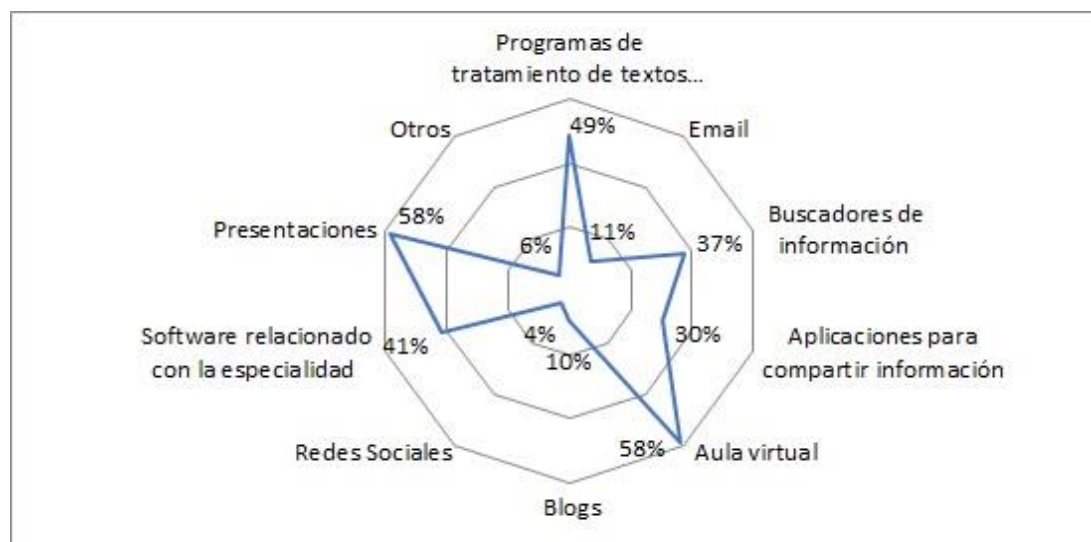 Programas de
tratamiento de textos...
49%
Otros
Email
58%
Presentaciones
6%
11%
37%
Buscadores de
información
41%
Software relacionado
con la especialidad
4%
10%
30%
Aplicaciones para
compartir información
Redes Sociales
58%
Aula virtual
Blogs